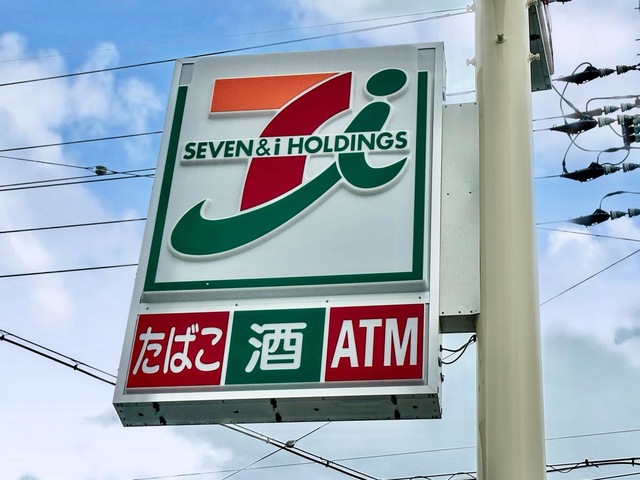 SEVEN & i HOLDINGS
たばこ 酒 ATM